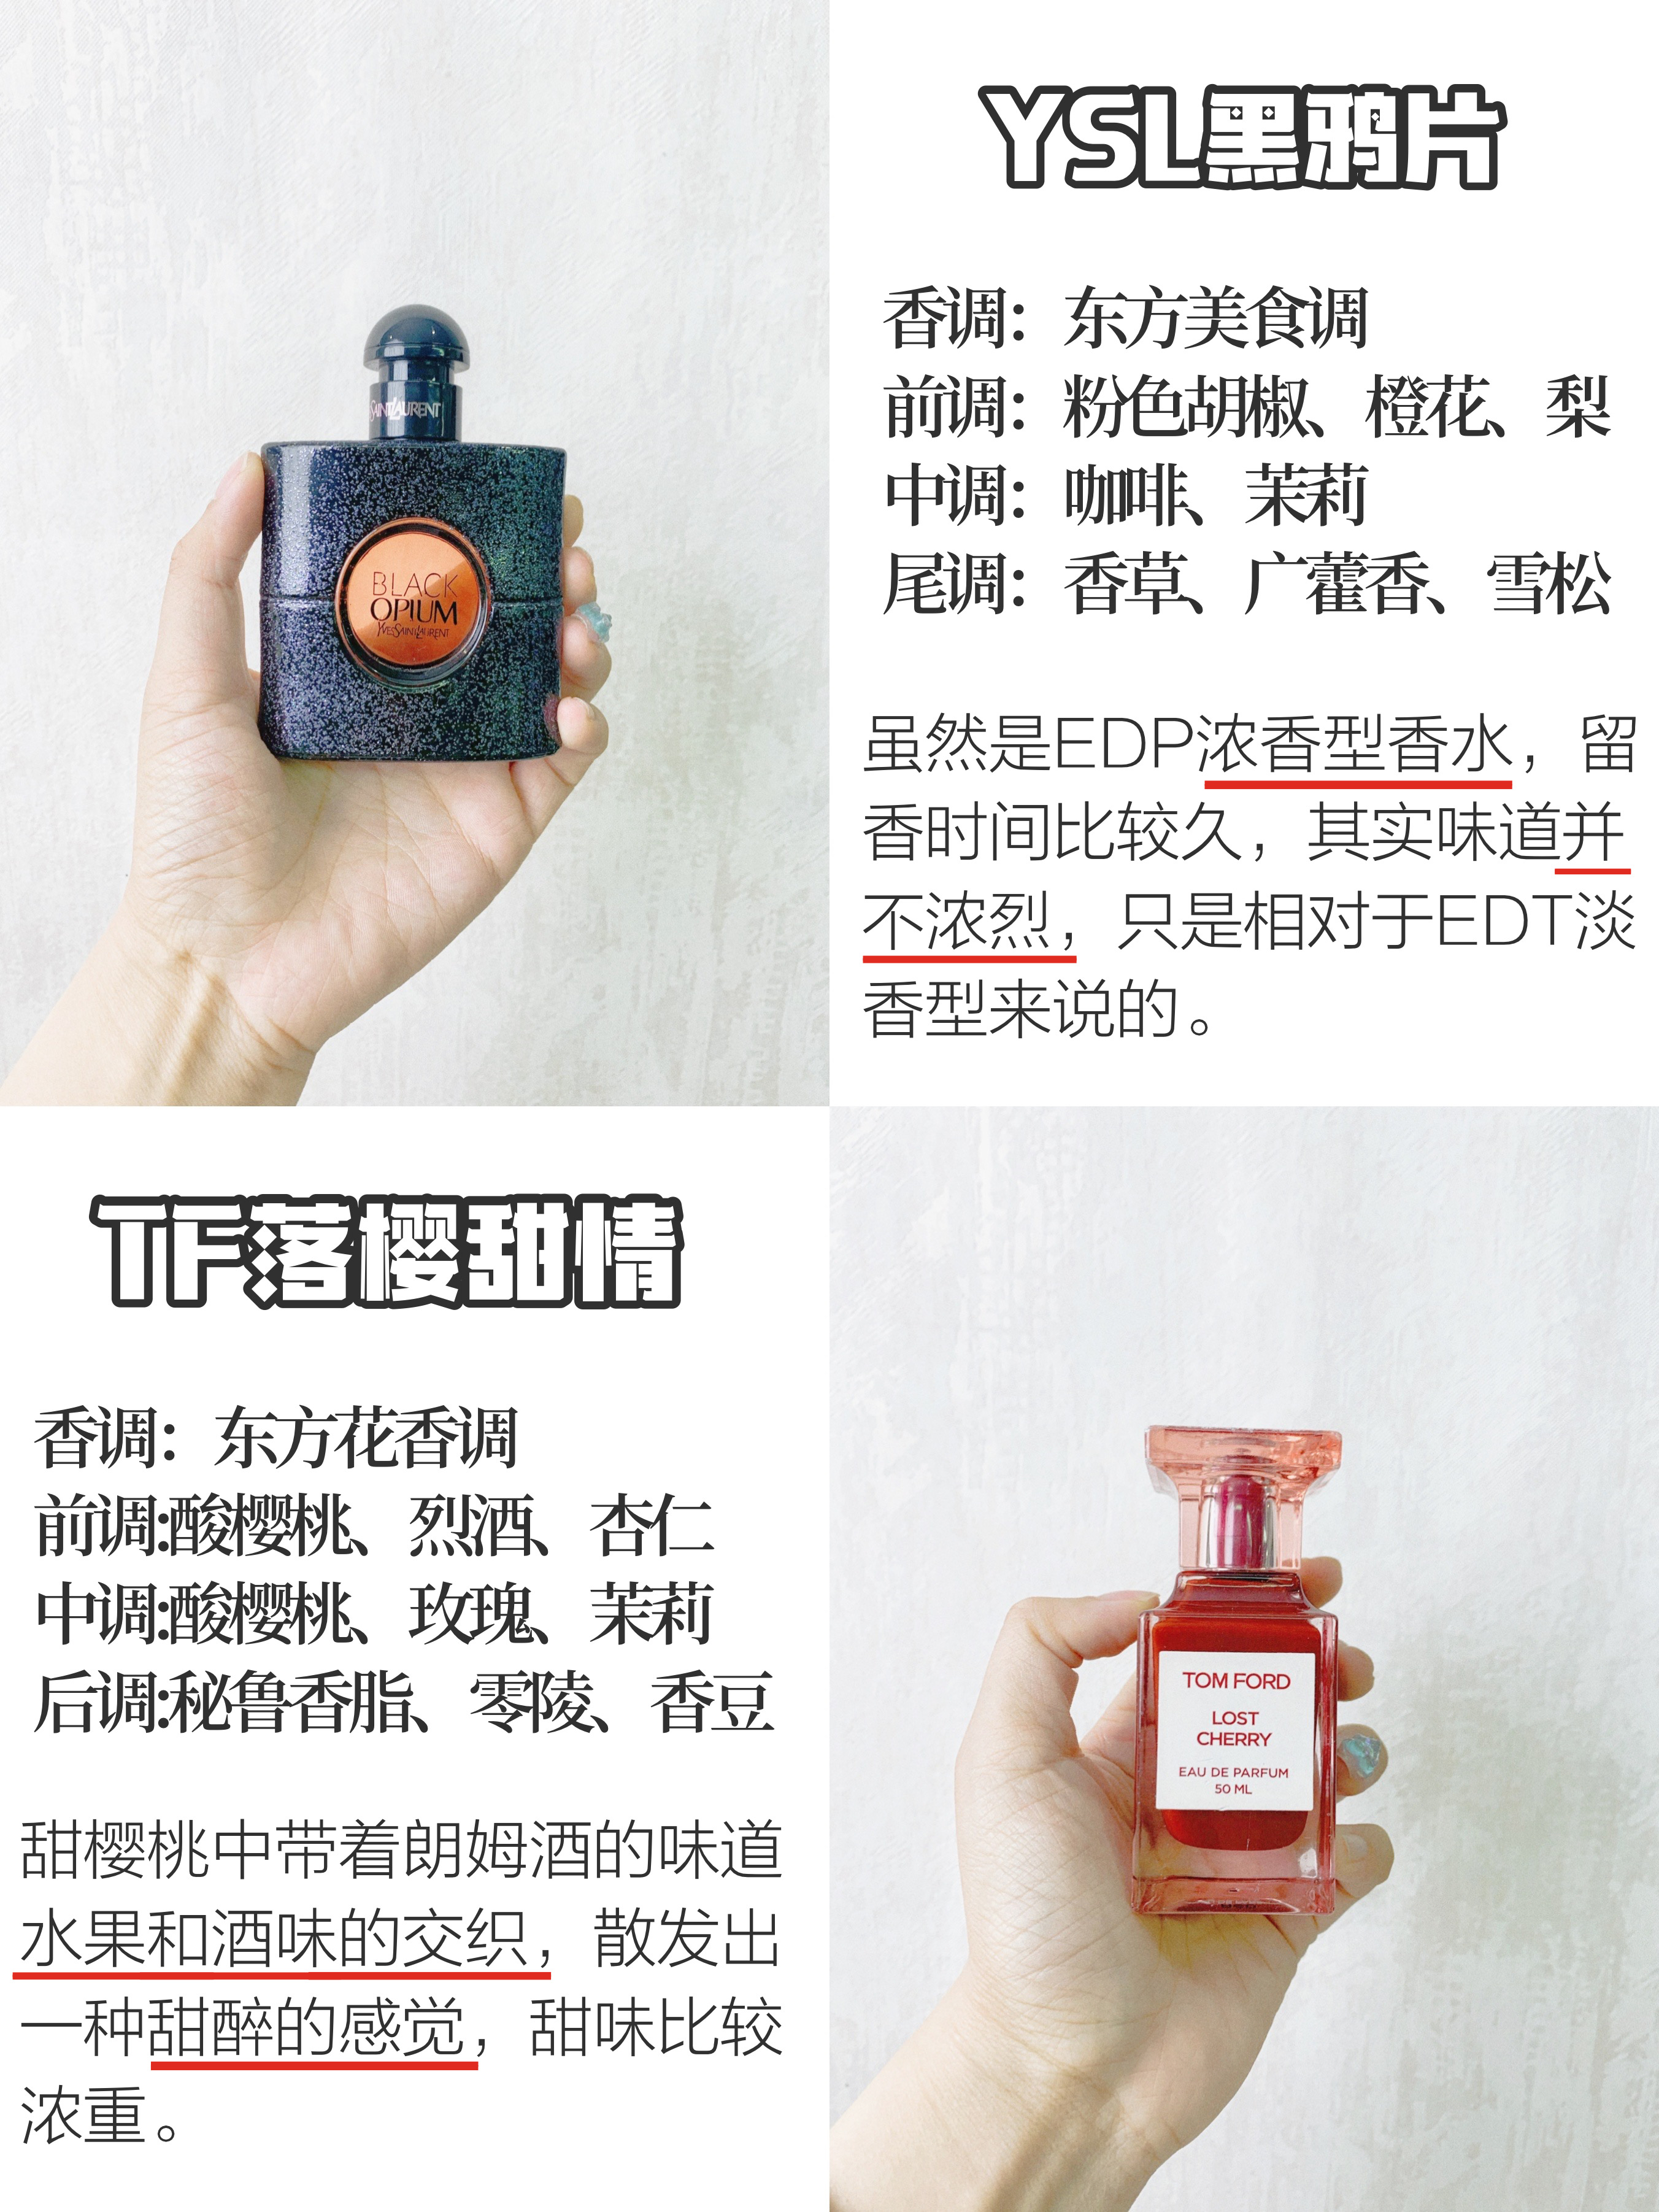 SAINTLAURENT
BLACK
OPIUM
YVESSAINTLAURENT
YSL黑鸦片
香调：东方美食调
前调：粉色胡椒、橙花、梨
中调：咖啡、茉莉
尾调：香草、广藿香、雪松
虽然是EDP浓香型香水，留
香时间比较久，其实味道并
不浓烈，只是相对于EDT淡
香型来说的。
TF落樱甜情
香调：东方花香调
前调:酸樱桃、烈酒、杏仁
中调:酸樱桃、玫瑰、茉莉
后调:秘鲁香脂、零陵、香豆
甜樱桃中带着朗姆酒的味道
水果和酒味的交织，散发出
一种甜醉的感觉，甜味比较
浓重。
TOM FORD
LOST
CHERRY
EAU DE PARFUM
50 ML